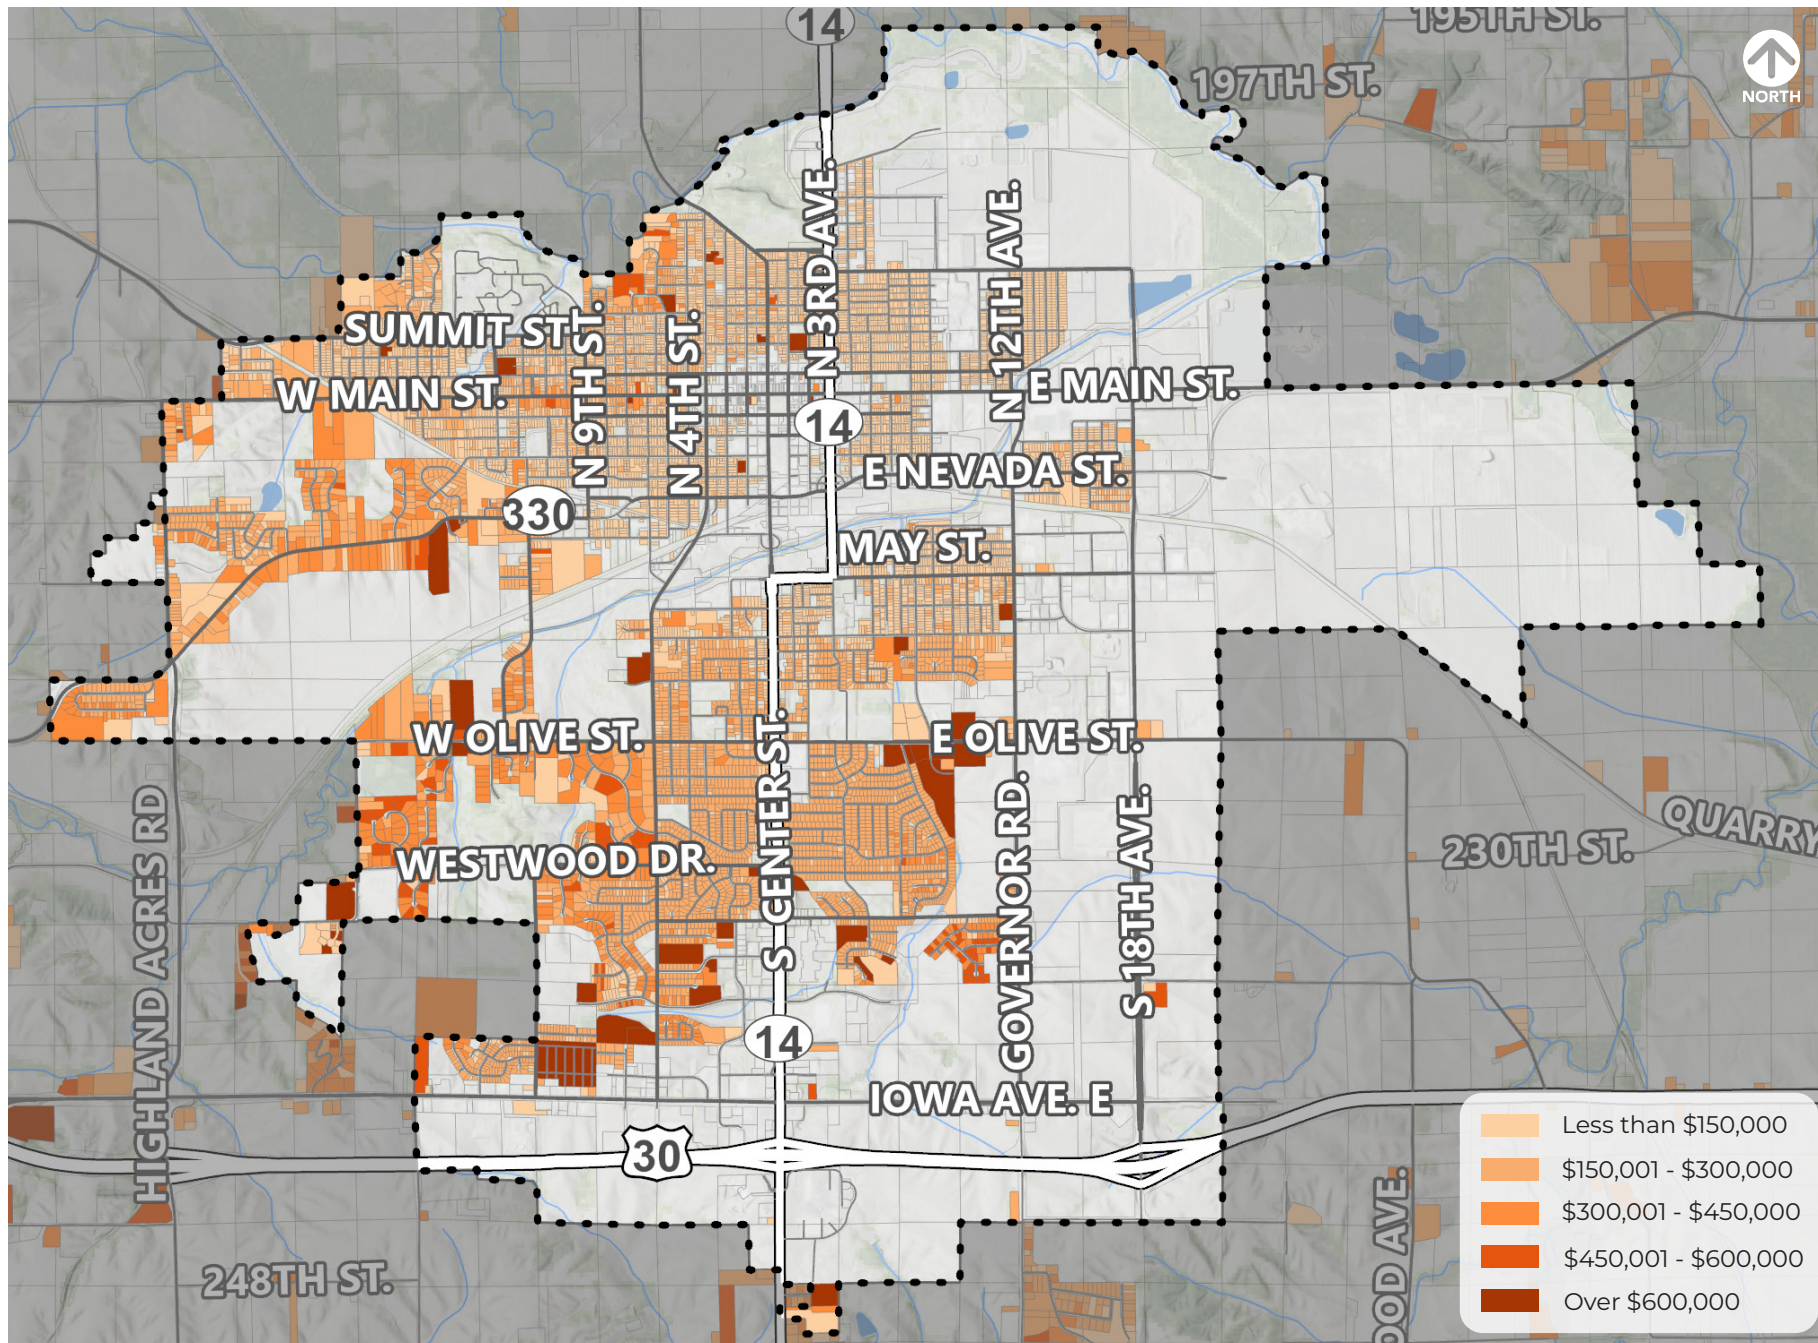 14
195TH ST.
197TH ST.
NORTH
N 3RD AVE.
N 12TH AVE.
SUMMIT ST
N 9TH ST.
N 4TH ST.
W MAIN ST.
E MAIN ST.
14
E NEVADA ST.
330
MAY ST.
W OLIVE ST.
E OLIVE ST.
S CENTER ST.
HIGHLAND ACRES RD
GOVERNOR RD.
S 18TH AVE.
QUARRY
230TH ST.
WESTWOOD DR.
14
IOWA AVE. E
30
248TH ST.
OOD AVE.
Less than $150,000
$150,001 - $300,000
$300,001 - $450,000
$450,001 - $600,000
Over $600,000